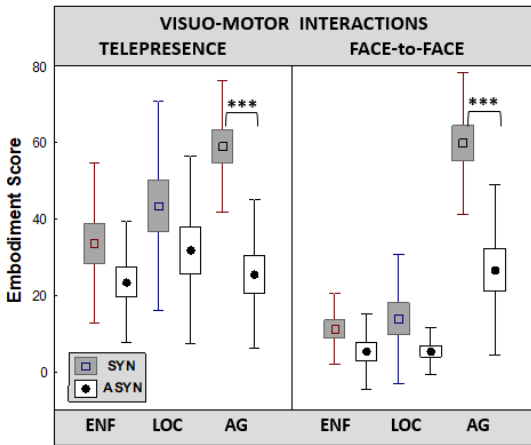 VISUO-MOTOR INTERACTIONS
TELEPRESENCE FACE-to-FACE
80
60
40
20
0
Embodiment Score
***
***
SYN
ASYN
ENF LOC AG ENF LOC AG